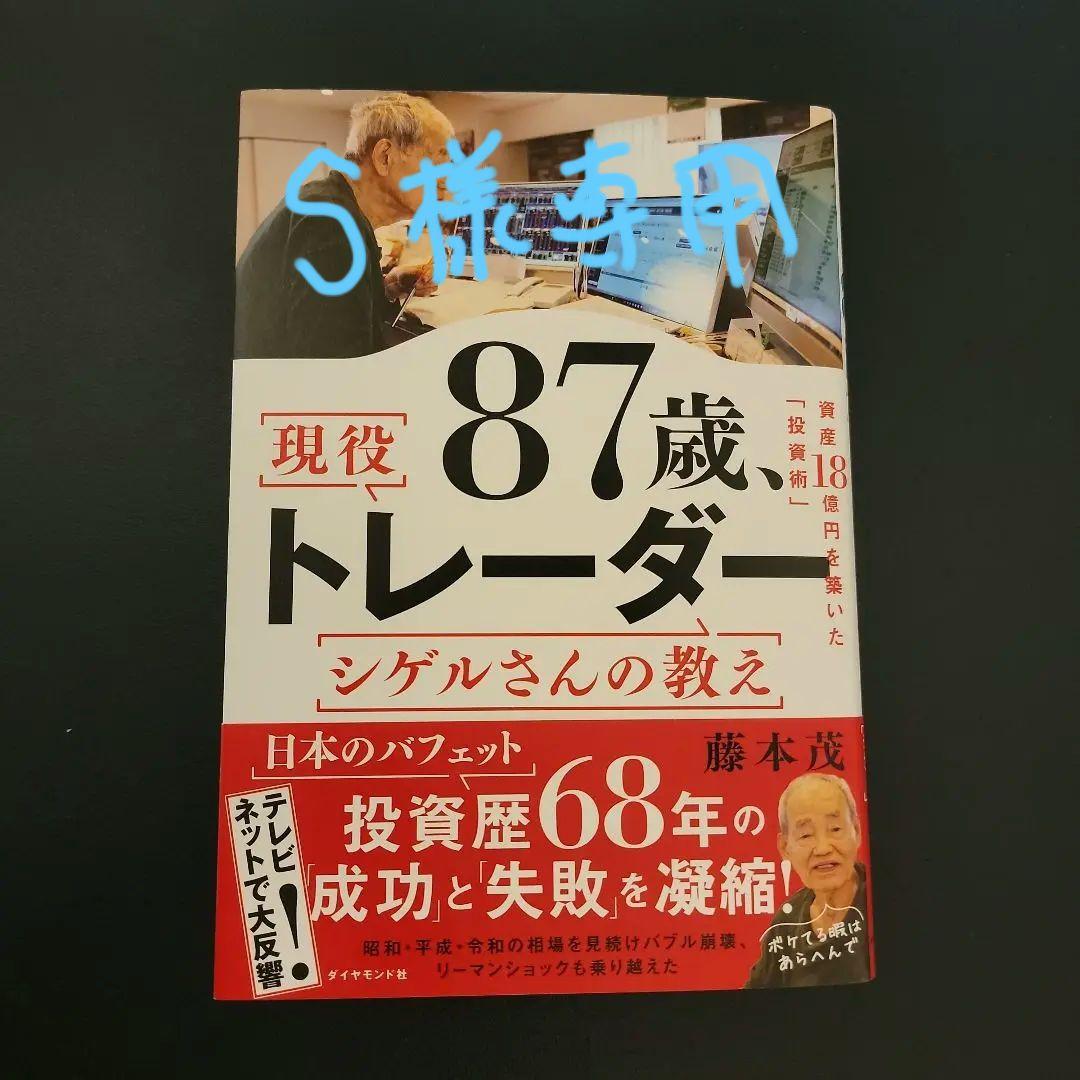 S様専用
資産18億円を築いた
「投資術」
87歳、
現役
トレーダー
シゲルさんの教え
藤本茂
日本のバフェット
投資歴68年の
「成功」と「失敗」を凝縮!
テレビ
ネットで大反響!
昭和・平成・令和の相場を見続けバブル崩壊、
リーマンショックも乗り越えた
ボケてる暇は
あらへんで
ダイヤモンド社